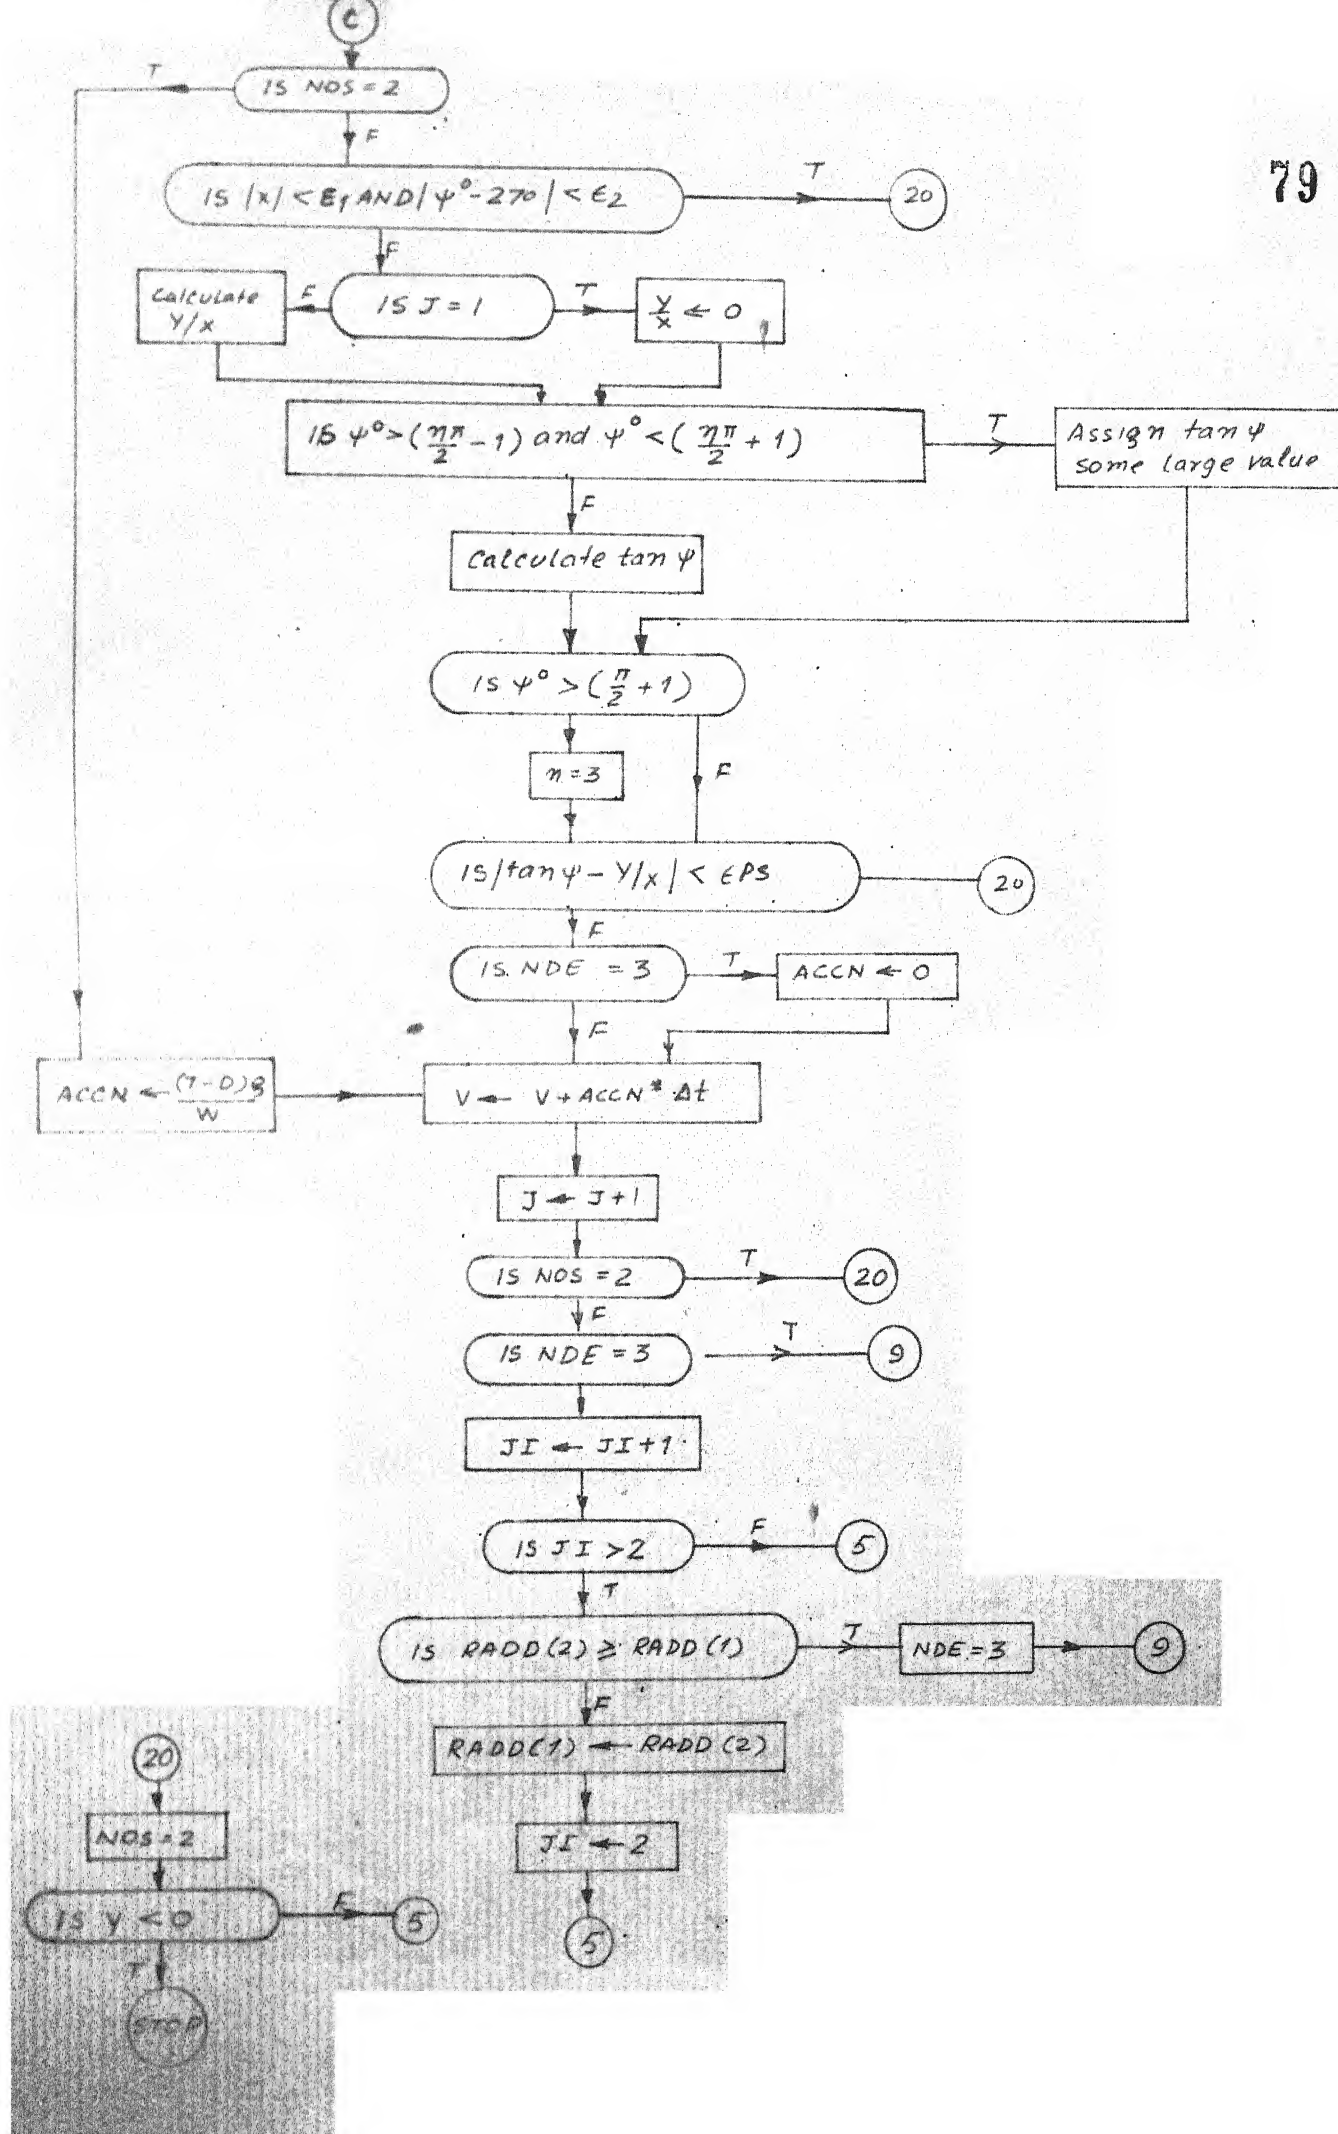 C
T
IS NOS = 2
F
IS |x| < E1 AND |ψ° - 270| < ϵ2
T
20
79
F
Calculate
Y/x
F
IS J = 1
T
Y/x ← 0
IS ψ° > (ηπ/2 - 1) and ψ° < (ηπ/2 + 1)
T
Assign tan ψ
some large value
F
Calculate tan ψ
IS ψ° > (π/2 + 1)
n = 3
F
IS |tan ψ - Y/x| < ϵPS
20
F
IS NDE = 3
T
ACCN ← 0
F
ACCN ← (T-D)g/W
V ← V + ACCN * Δt
J ← J+1
IS NOS = 2
T
20
F
IS NDE = 3
T
9
JI ← JI+1
IS JI > 2
F
5
T
IS RADD(2) ≥ RADD(1)
T
NDE = 3
9
F
RADD(1) ← RADD(2)
JI ← 2
5
20
NOS = 2
IS Y < 0
F
5
T
STOP